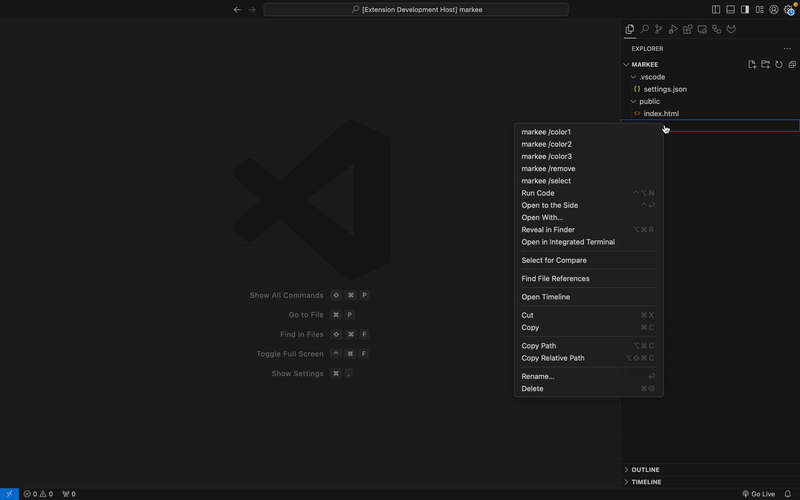 [Extension Development Host] markee
EXPLORER
MARKEE
.vscode
settings.json
public
index.html
markee /color1
markee /color2
markee /color3
markee /remove
markee /select
Run Code ⌃⌥N
Open to the Side ⌃⏎
Open With...
Reveal in Finder ⌥⌘R
Open in Integrated Terminal
Select for Compare
Find File References
Open Timeline
Cut ⌘X
Copy ⌘C
Copy Path ⌥⌘C
Copy Relative Path ⌥⇧⌘C
Rename... ⏎
Delete ⌘⌫
Show All Commands ⇧ ⌘ P
Go to File ⌘ P
Find in Files ⇧ ⌘ F
Toggle Full Screen ⌃ ⌘ F
Show Settings ⌘ ,
OUTLINE
TIMELINE
0 0 0
Go Live